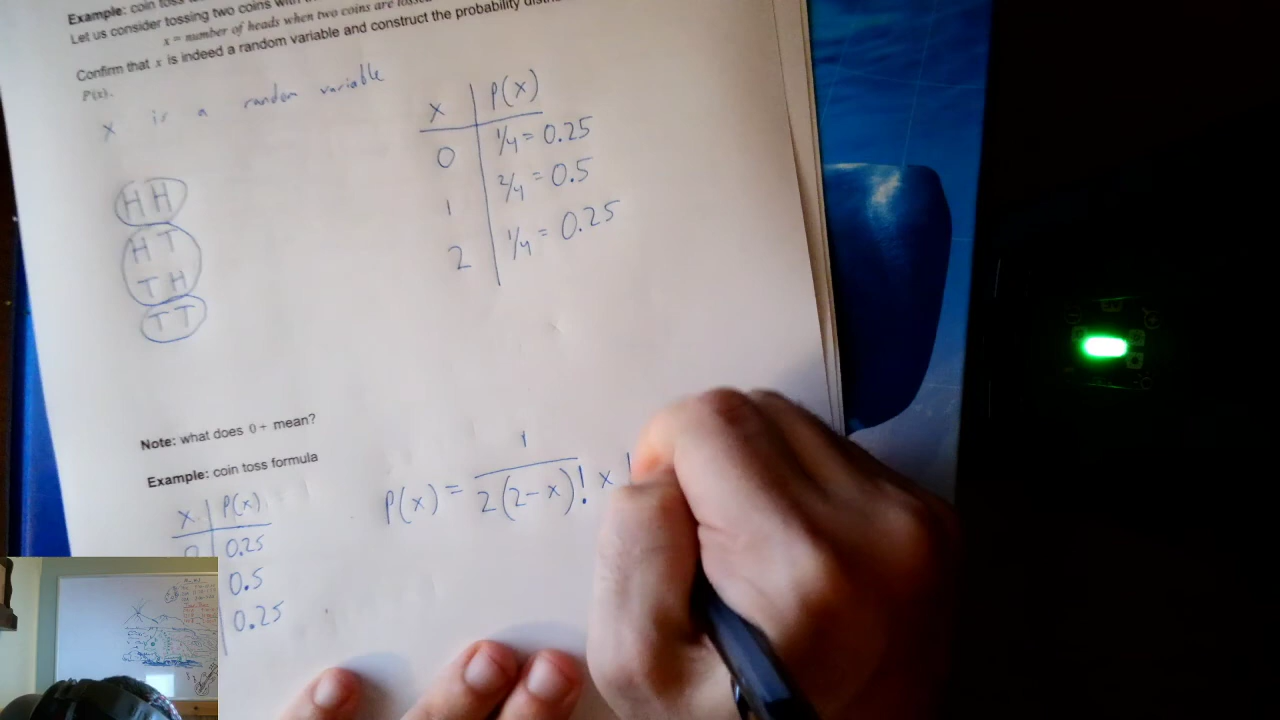 Example: coin toss
Let us consider tossing two coins with
x = number of heads when two coins are tossed
Confirm that x is indeed a random variable and construct the probability
P(x).
x is a random variable
x P(x)
0 1/4 = 0.25
1 2/4 = 0.5
2 1/4 = 0.25
HH
HT
TH
TT
Note: what does 0+ mean?
Example: coin toss formula
P(x) = 1 / 2(2-x)! x!
x P(x)
0 0.25
0.5
0.25